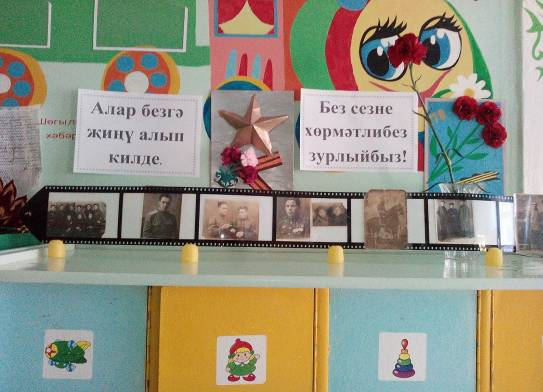 Алар безгә
җиңү алып
килде.
Без сезне
хөрмәтлибез
зурлыйбыз!